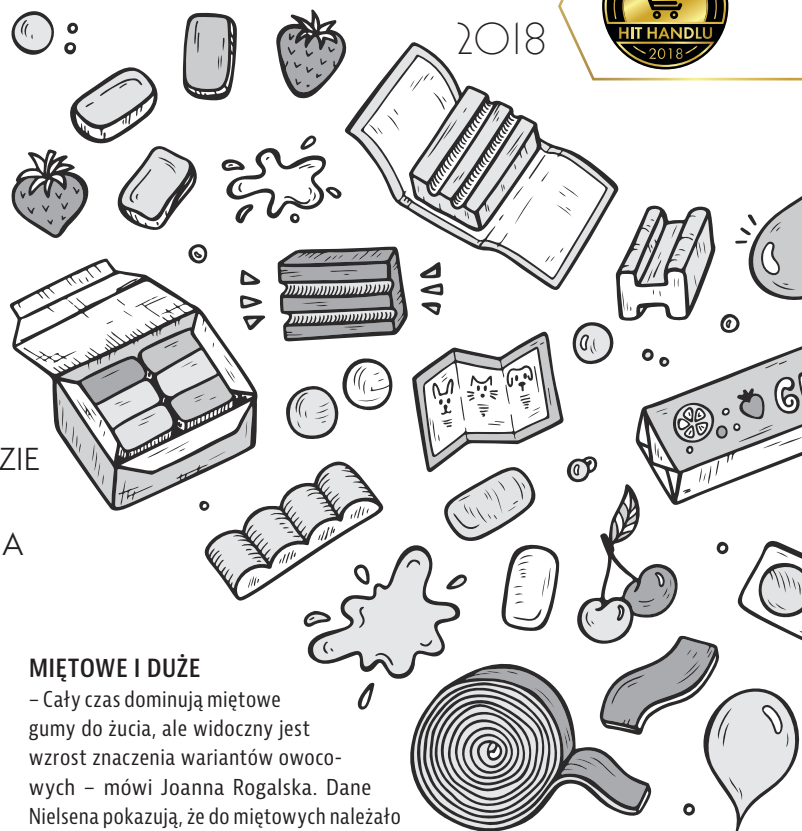 2018
HIT HANDLU
2018
ZIE
A
MIĘTOWE I DUŻE
– Cały czas dominują miętowe
gumy do żucia, ale widoczny jest
wzrost znaczenia wariantów owoco-
wych – mówi Joanna Rogalska. Dane
Nielsena pokazują, że do miętowych należało